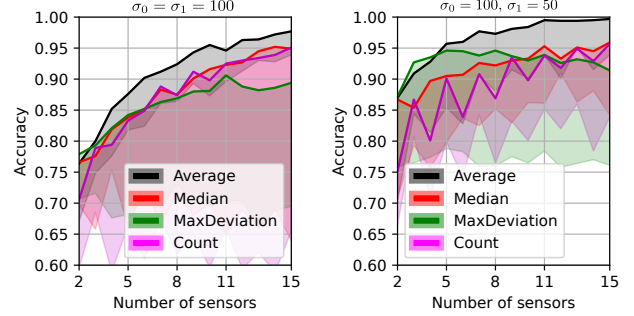 σ₀ = σ₁ = 100
Accuracy
1.00
0.95
0.90
0.85
0.80
0.75
0.70
0.65
0.60
Average
Median
MaxDeviation
Count
2 5 8 11 15
Number of sensors
σ₀ = 100, σ₁ = 50
Accuracy
1.00
0.95
0.90
0.85
0.80
0.75
0.70
0.65
0.60
Average
Median
MaxDeviation
Count
2 5 8 11 15
Number of sensors